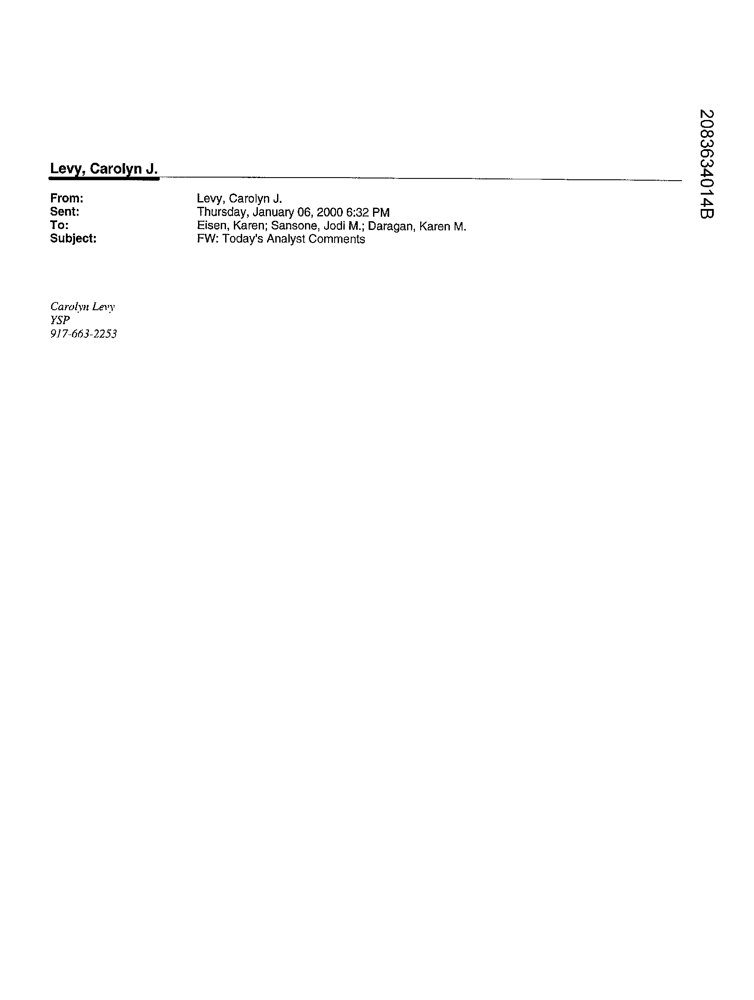 2083634014B
Levy, Carolyn J.
From: Levy, Carolyn J.
Sent: Thursday, January 06, 2000 6:32 PM
To: Eisen, Karen; Sansone, Jodi M.; Daragan, Karen M.
Subject: FW: Today's Analyst Comments
Carolyn Levy
YSP
917-663-2253